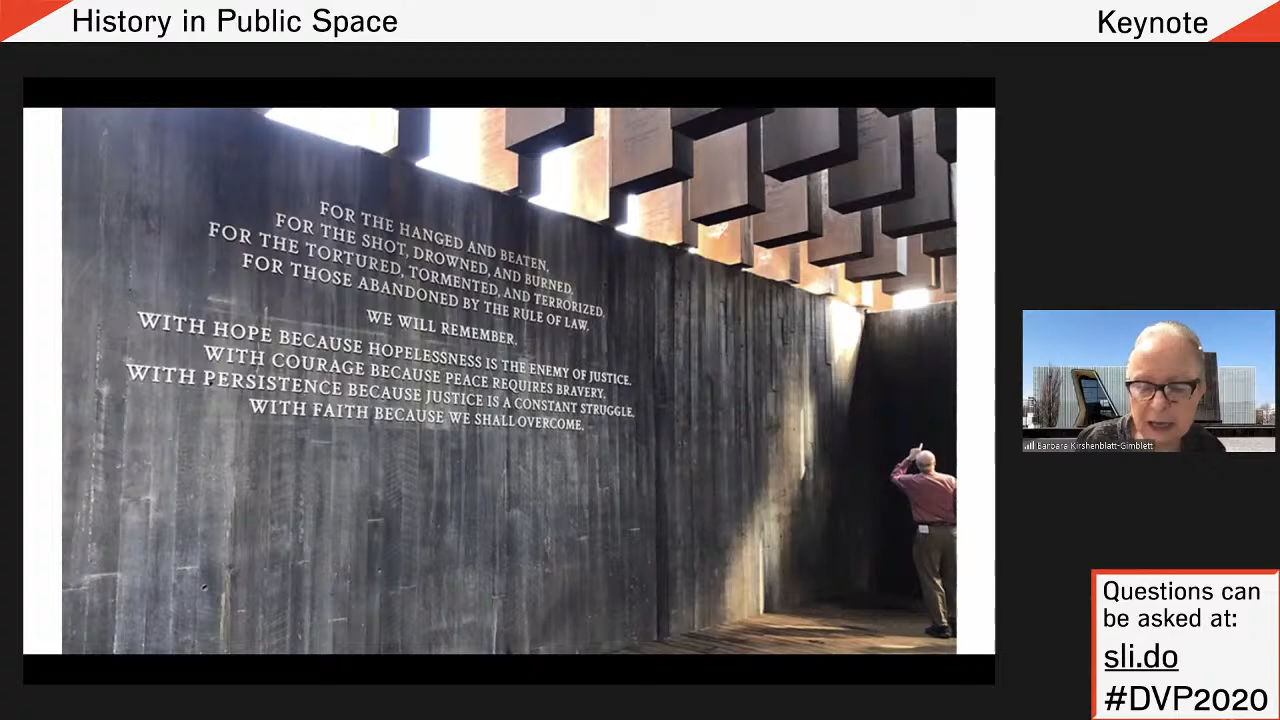 History in Public Space
Keynote
FOR THE HANGED AND BEATEN,
FOR THE SHOT, DROWNED, AND BURNED,
FOR THE TORTURED, TORMENTED, AND TERRORIZED,
FOR THOSE ABANDONED BY THE RULE OF LAW,
WE WILL REMEMBER.
WITH HOPE BECAUSE HOPELESSNESS IS THE ENEMY OF JUSTICE,
WITH COURAGE BECAUSE PEACE REQUIRES BRAVERY,
WITH PERSISTENCE BECAUSE JUSTICE IS A CONSTANT STRUGGLE,
WITH FAITH BECAUSE WE SHALL OVERCOME.
Barbara Kirshenblatt-Gimblett
Questions can
be asked at:
sli.do
#DVP2020